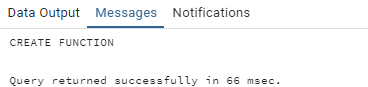 Data Output Messages Notifications
CREATE FUNCTION
Query returned successfully in 66 msec.